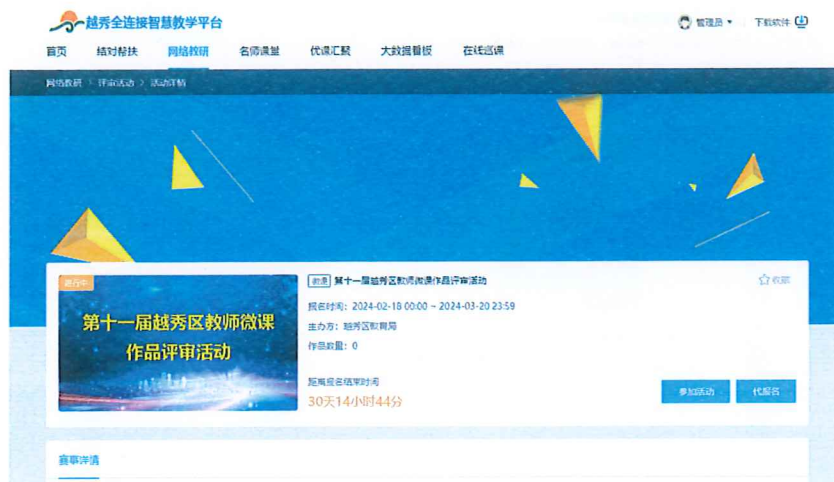 越秀全连接智慧教学平台
管理员
下载软件
首页
结对帮扶
网络教研
名师课堂
优课汇聚
大数据看板
在线巡课
网络教研 > 评审活动 > 活动详情
进行中
第十一届越秀区教师微课
作品评审活动
微课 第十一届越秀区教师微课作品评审活动
收藏
报名时间：2024-02-18 00:00 ~ 2024-03-20 23:59
主办方：越秀区教育局
作品数量：0
距离报名结束时间
30天14小时44分
参加活动
代报名
赛事详情